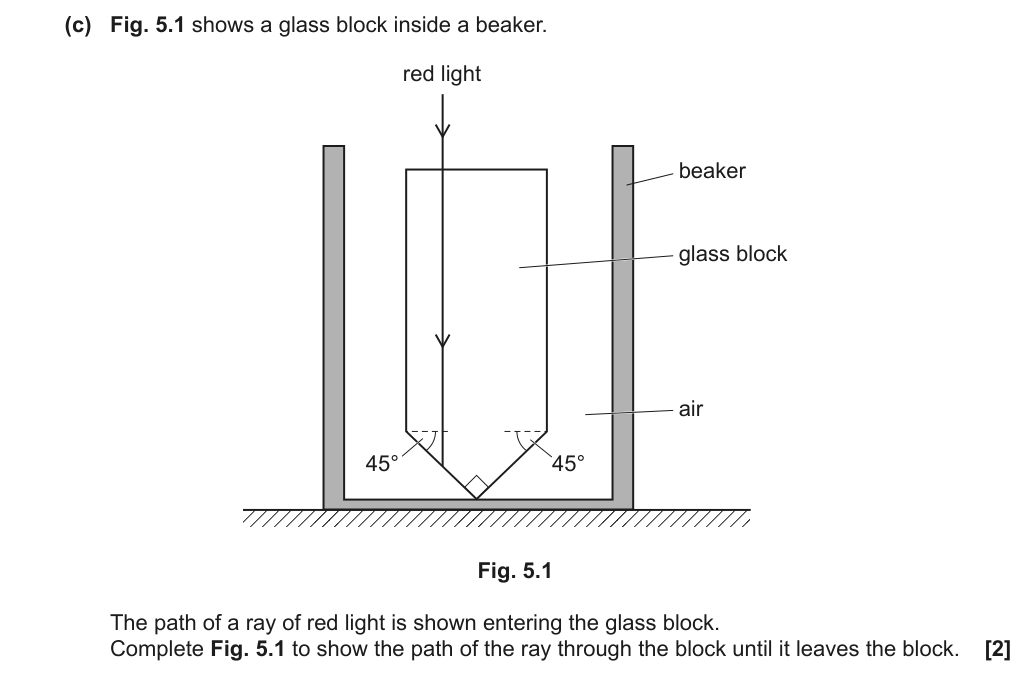 (c) Fig. 5.1 shows a glass block inside a beaker.
red light
beaker
glass block
air
45°
45°
Fig. 5.1
The path of a ray of red light is shown entering the glass block.
Complete Fig. 5.1 to show the path of the ray through the block until it leaves the block. [2]